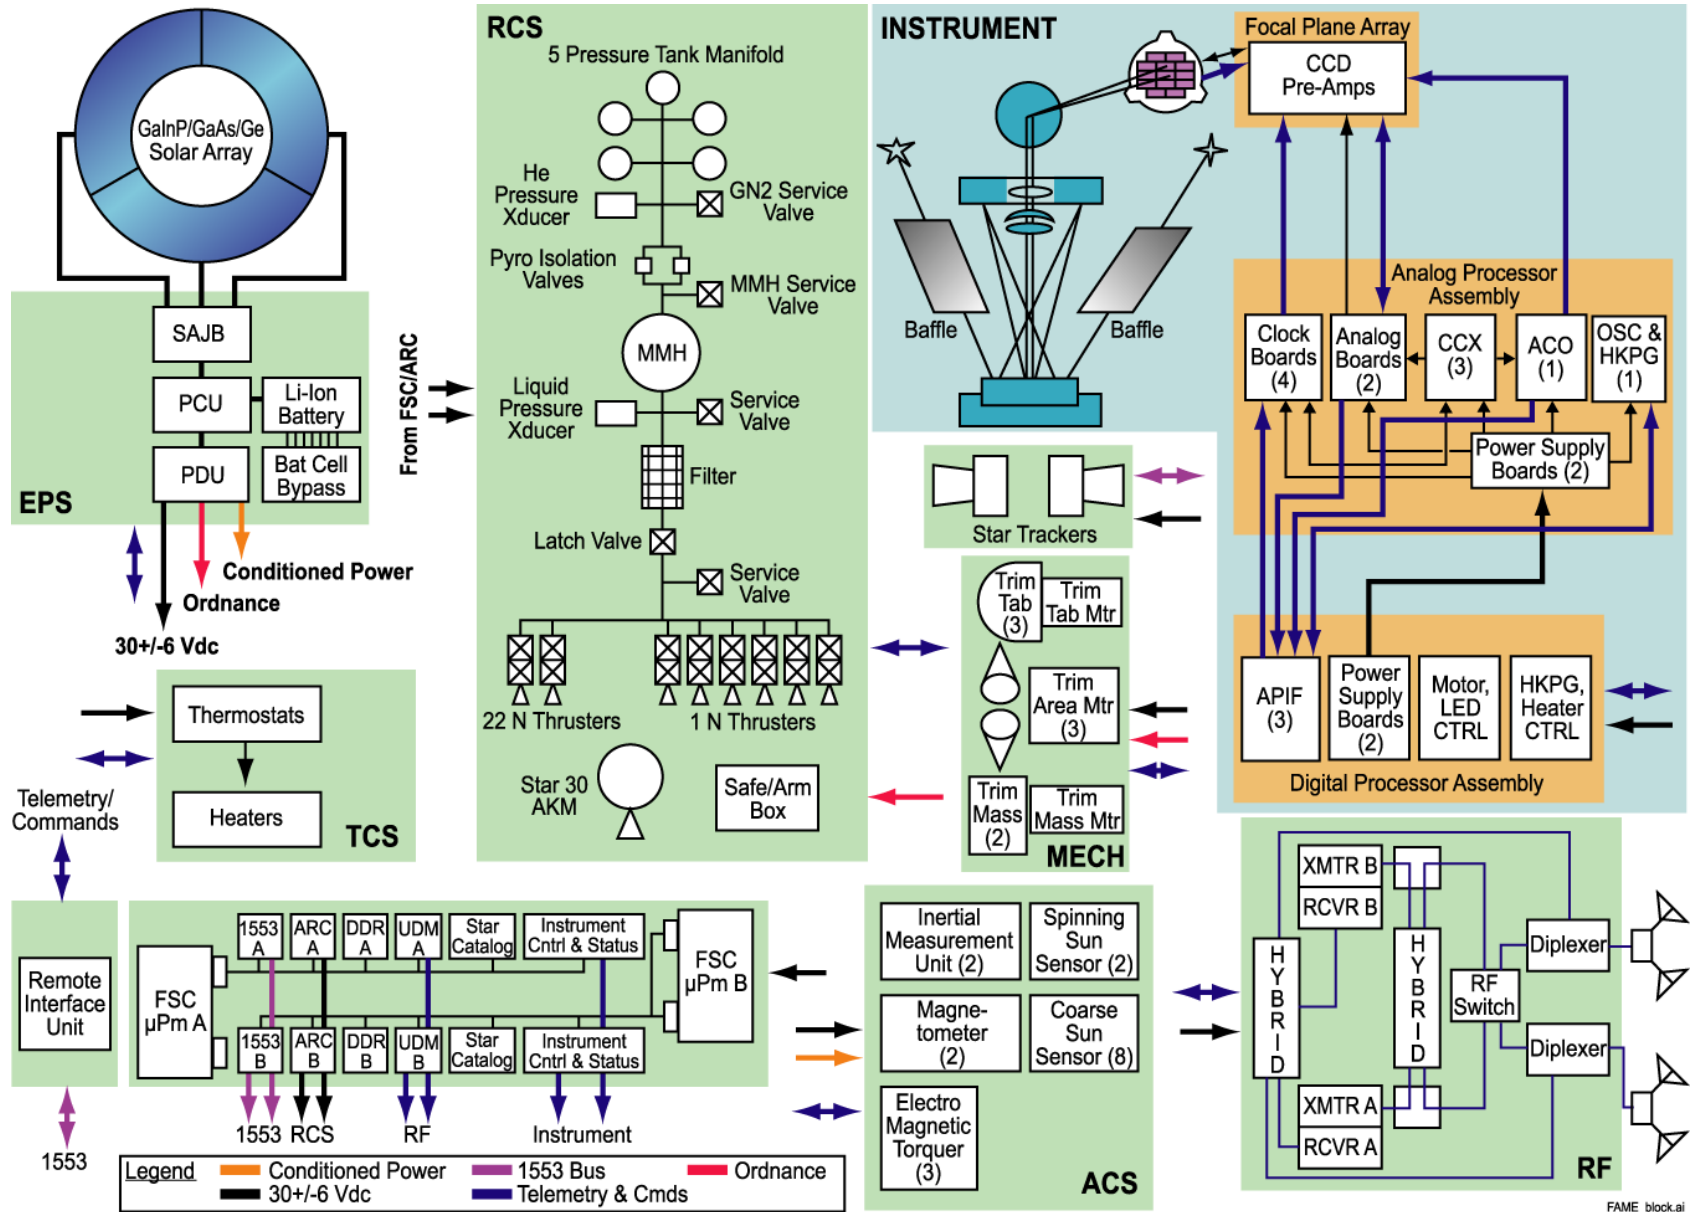 GaInP/GaAs/Ge
Solar Array
SAJB
PCU
Li-Ion
Battery
PDU
Bat Cell
Bypass
EPS
Conditioned Power
Ordnance
30+/-6 Vdc
From FSC/ARC
RCS
5 Pressure Tank Manifold
He
Pressure
Xducer
GN2 Service
Valve
Pyro Isolation
Valves
MMH Service
Valve
MMH
Liquid
Pressure
Xducer
Service
Valve
Filter
Latch Valve
Service
Valve
22 N Thrusters
1 N Thrusters
Star 30
AKM
Safe/Arm
Box
INSTRUMENT
Focal Plane Array
CCD
Pre-Amps
Baffle
Baffle
Analog Processor
Assembly
Clock
Boards
(4)
Analog
Boards
(2)
CCX
(3)
ACO
(1)
OSC &
HKPG
(1)
Power Supply
Boards (2)
APIF
(3)
Power
Supply
Boards
(2)
Motor,
LED
CTRL
HKPG,
Heater
CTRL
Digital Processor Assembly
Star Trackers
Trim
Tab
(3)
Trim
Tab Mtr
Trim
Area Mtr
(3)
Trim
Mass
(2)
Trim
Mass Mtr
MECH
Thermostats
Heaters
TCS
Telemetry/
Commands
Remote
Interface
Unit
1553
FSC
µPm A
1553
A
ARC
A
DDR
A
UDM
A
Star
Catalog
Instrument
Cntrl & Status
FSC
µPm B
1553
B
ARC
B
DDR
B
UDM
B
Star
Catalog
Instrument
Cntrl & Status
1553
RCS
RF
Instrument
Inertial
Measurement
Unit (2)
Spinning
Sun
Sensor (2)
Magne-
tometer
(2)
Coarse
Sun
Sensor (8)
Electro
Magnetic
Torquer
(3)
ACS
XMTR B
RCVR B
HYBRID
HYBRID
RF
Switch
Diplexer
Diplexer
XMTR A
RCVR A
RF
Legend
Conditioned Power
1553 Bus
Ordnance
30+/-6 Vdc
Telemetry & Cmds
FAME_block.ai